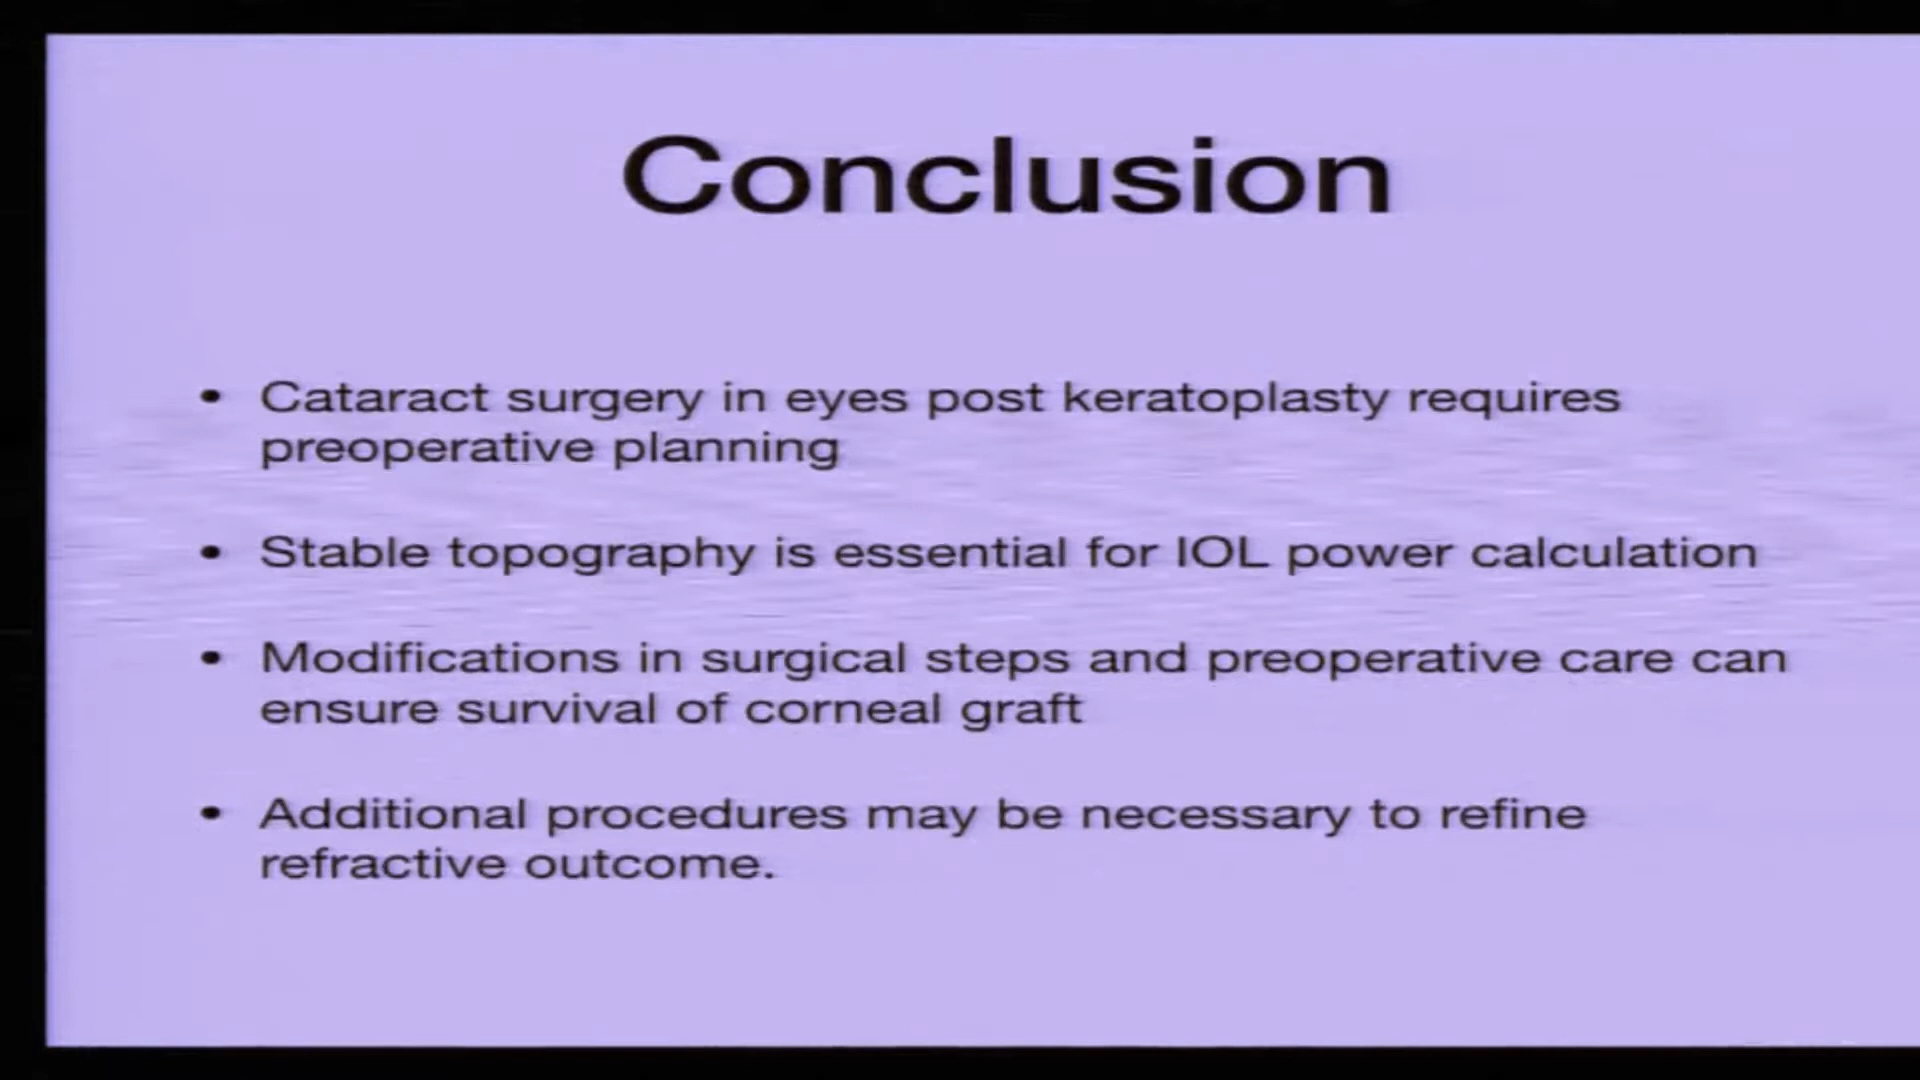 Conclusion
• Cataract surgery in eyes post keratoplasty requires
preoperative planning
• Stable topography is essential for IOL power calculation
• Modifications in surgical steps and preoperative care can
ensure survival of corneal graft
• Additional procedures may be necessary to refine
refractive outcome.